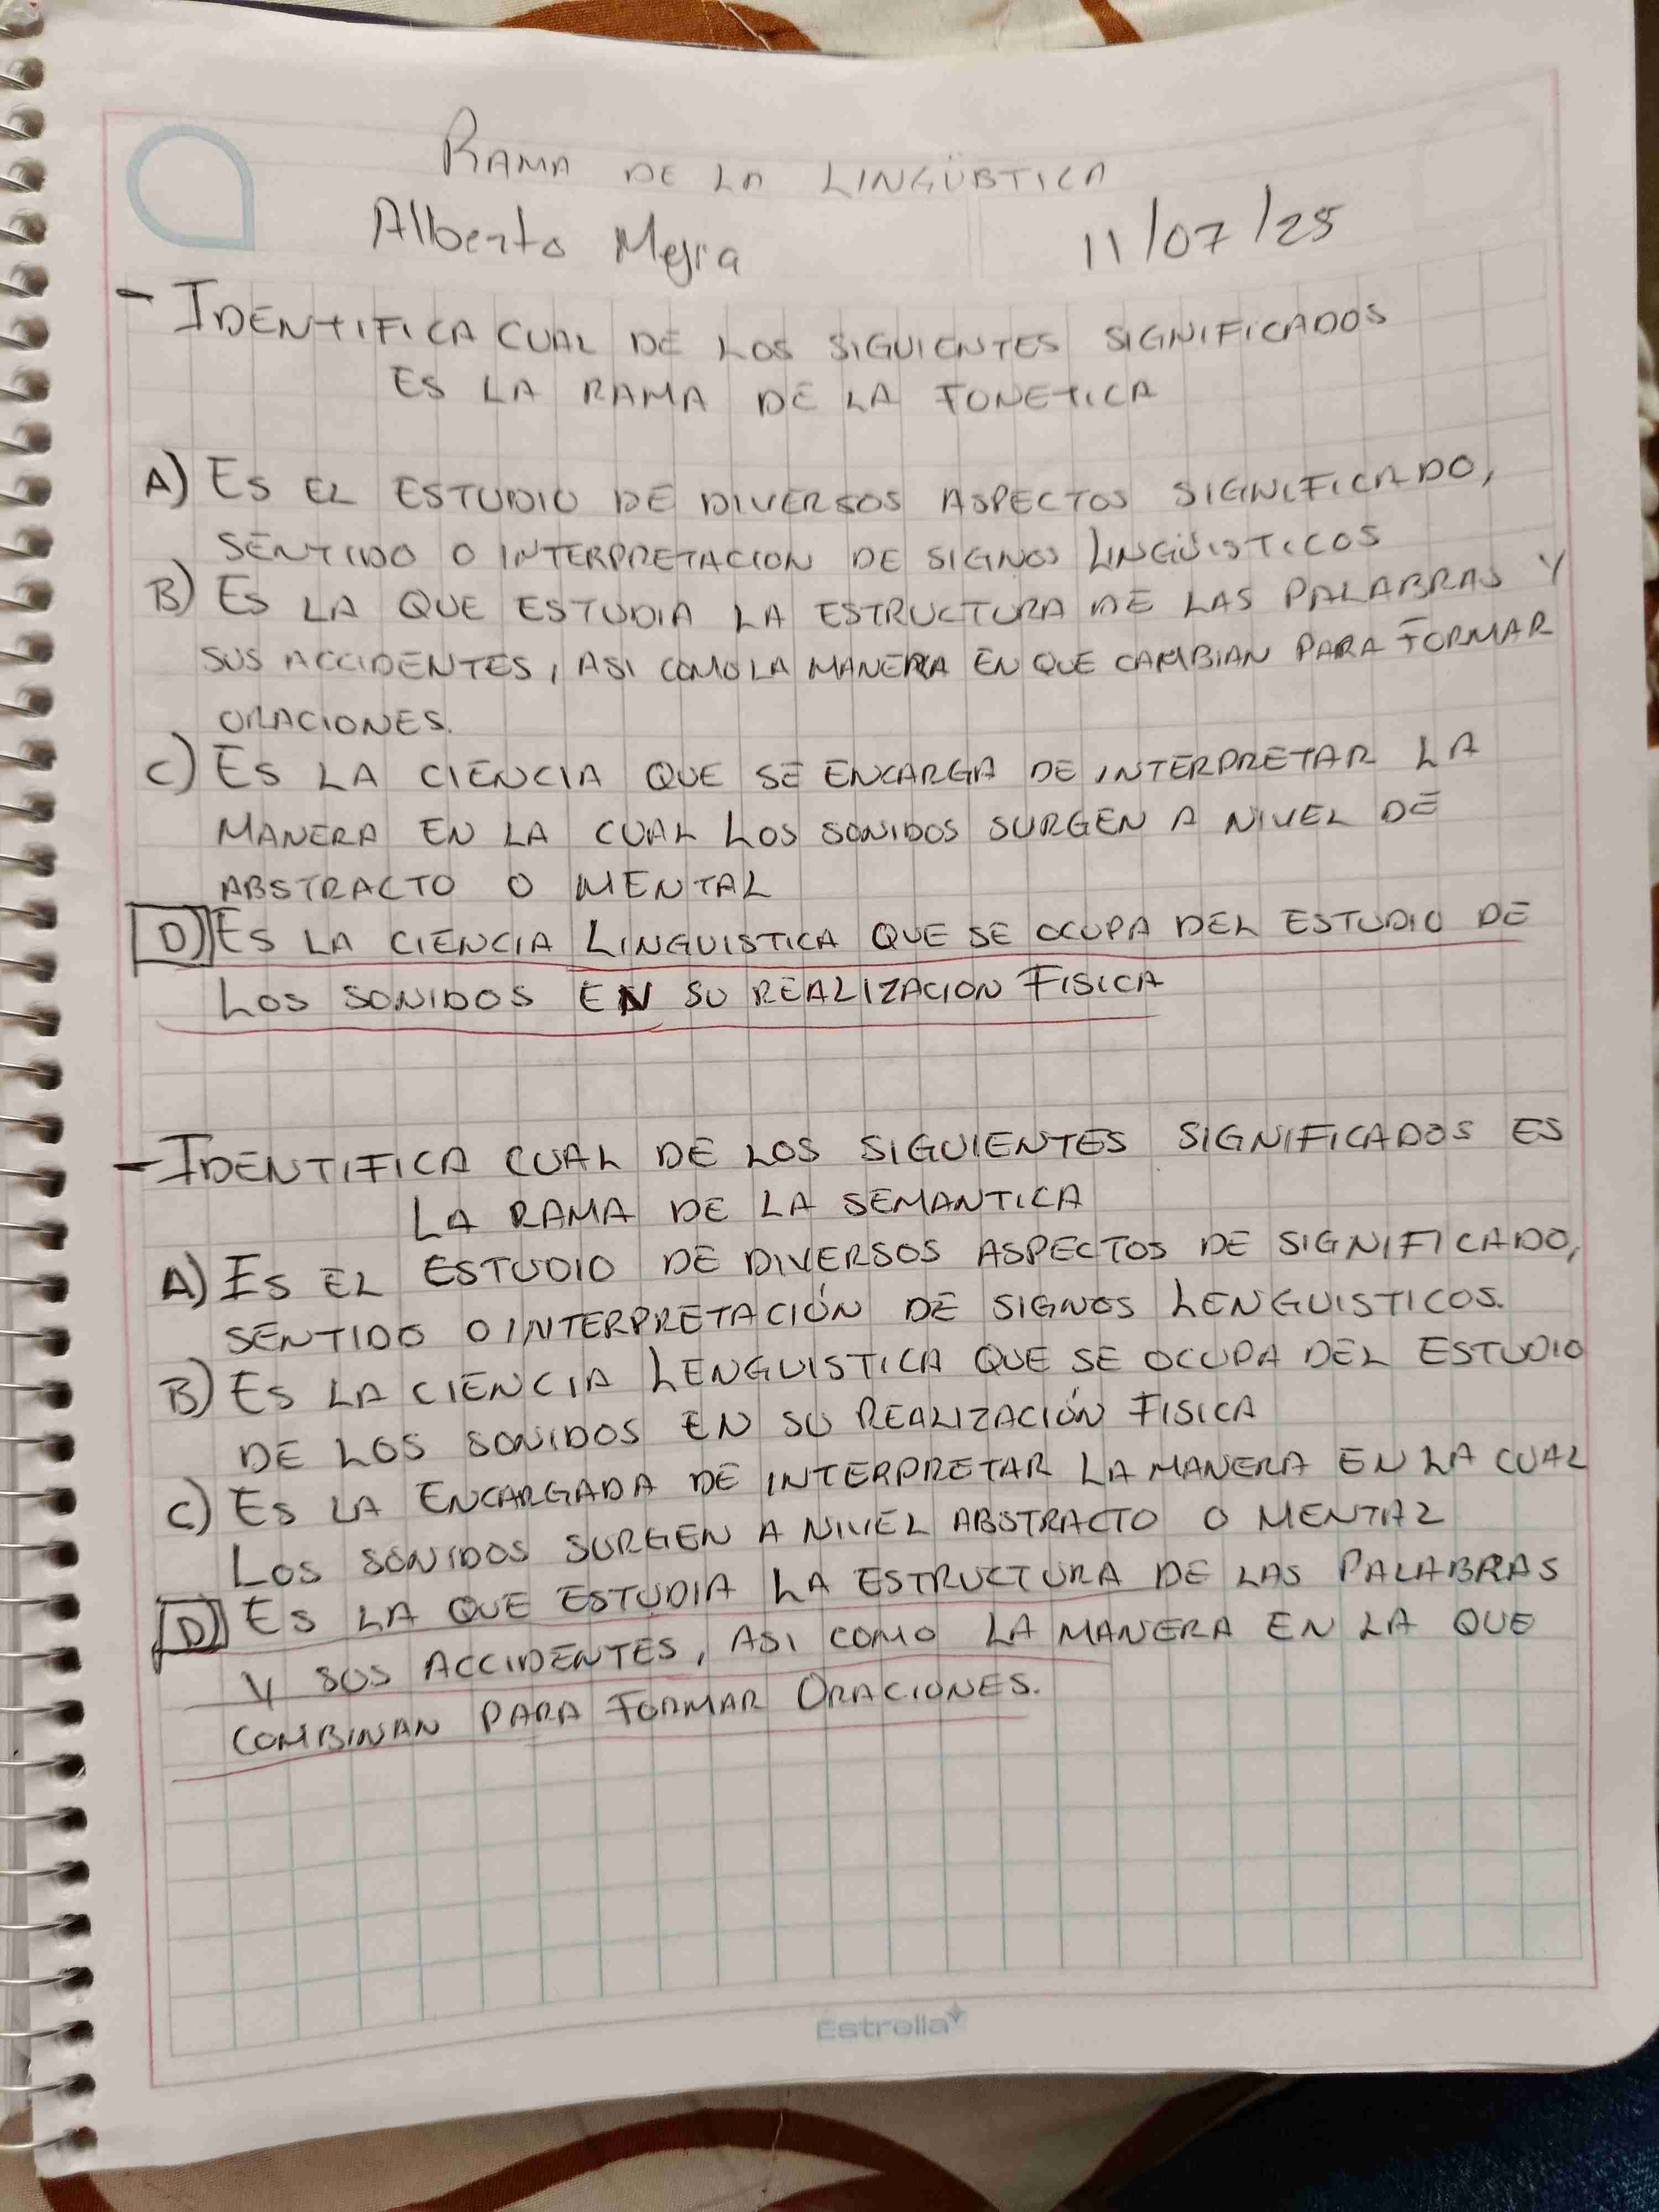 RAMA DE LA LINGÜISTICA
Alberto Mejia 11/07/25
- IDENTIFICA CUAL DE LOS SIGUIENTES SIGNIFICADOS
ES LA RAMA DE LA FONETICA
A) ES EL ESTUDIO DE DIVERSOS ASPECTOS SIGNIFICADO,
SENTIDO O INTERPRETACION DE SIGNOS LINGÜISTICOS
B) ES LA QUE ESTUDIA LA ESTRUCTURA DE LAS PALABRAS Y
SUS ACCIDENTES, ASI COMO LA MANERA EN QUE CAMBIAN PARA FORMAR
ORACIONES.
C) ES LA CIENCIA QUE SE ENCARGA DE INTERPRETAR LA
MANERA EN LA CUAL LOS SONIDOS SURGEN A NIVEL DE
ABSTRACTO O MENTAL
D) ES LA CIENCIA LINGUISTICA QUE SE OCUPA DEL ESTUDIO DE
LOS SONIDOS EN SU REALIZACION FISICA
- IDENTIFICA CUAL DE LOS SIGUIENTES SIGNIFICADOS ES
LA RAMA DE LA SEMANTICA
A) ES EL ESTUDIO DE DIVERSOS ASPECTOS DE SIGNIFICADO,
SENTIDO O INTERPRETACIÓN DE SIGNOS LENGUISTICOS.
B) ES LA CIENCIA LENGUISTICA QUE SE OCUPA DEL ESTUDIO
DE LOS SONIDOS EN SU REALIZACIÓN FISICA
C) ES LA ENCARGADA DE INTERPRETAR LA MANERA EN LA CUAL
LOS SONIDOS SURGEN A NIVEL ABSTRACTO O MENTAL
D) ES LA QUE ESTUDIA LA ESTRUCTURA DE LAS PALABRAS
Y SUS ACCIDENTES, ASI COMO LA MANERA EN LA QUE
COMBINAN PARA FORMAR ORACIONES.
Estrella